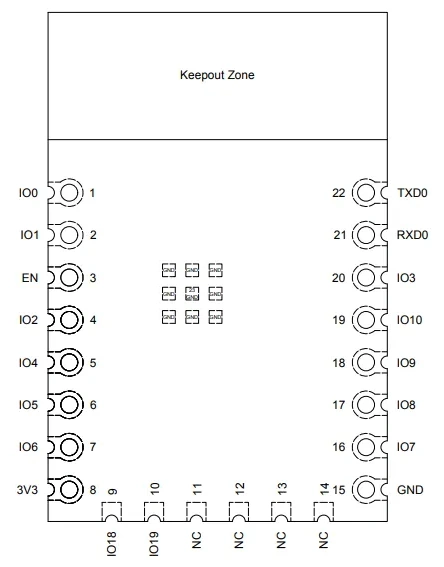 Keepout Zone
IO0 1 22 TXD0
IO1 2 21 RXD0
EN 3 20 IO3
GND GND GND
IO2 4 19 IO10
GND 23 GND GND
GND GND GND
IO4 5 18 IO9
IO5 6 17 IO8
IO6 7 16 IO7
3V3 8 9 10 11 12 13 14 15 GND
IO18 IO19 NC NC NC NC